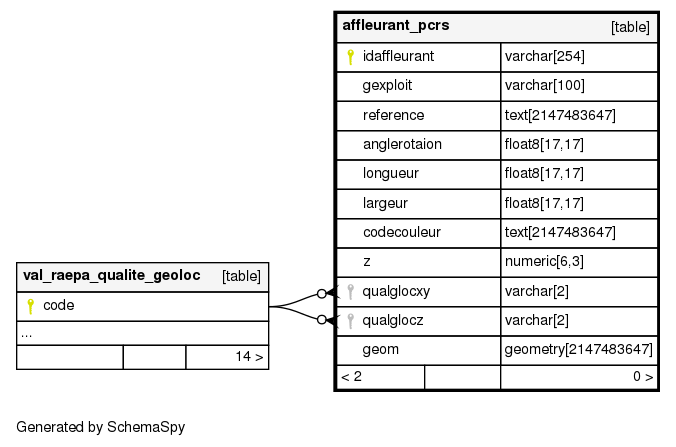 affleurant_pcrs [table]
idaffleurant varchar[254]
gexploit varchar[100]
reference text[2147483647]
anglerotaion float8[17,17]
longueur float8[17,17]
largeur float8[17,17]
codecouleur text[2147483647]
z numeric[6,3]
qualglocxy varchar[2]
qualglocz varchar[2]
geom geometry[2147483647]
< 2 0 >
val_raepa_qualite_geoloc [table]
code
...
14 >
Generated by SchemaSpy